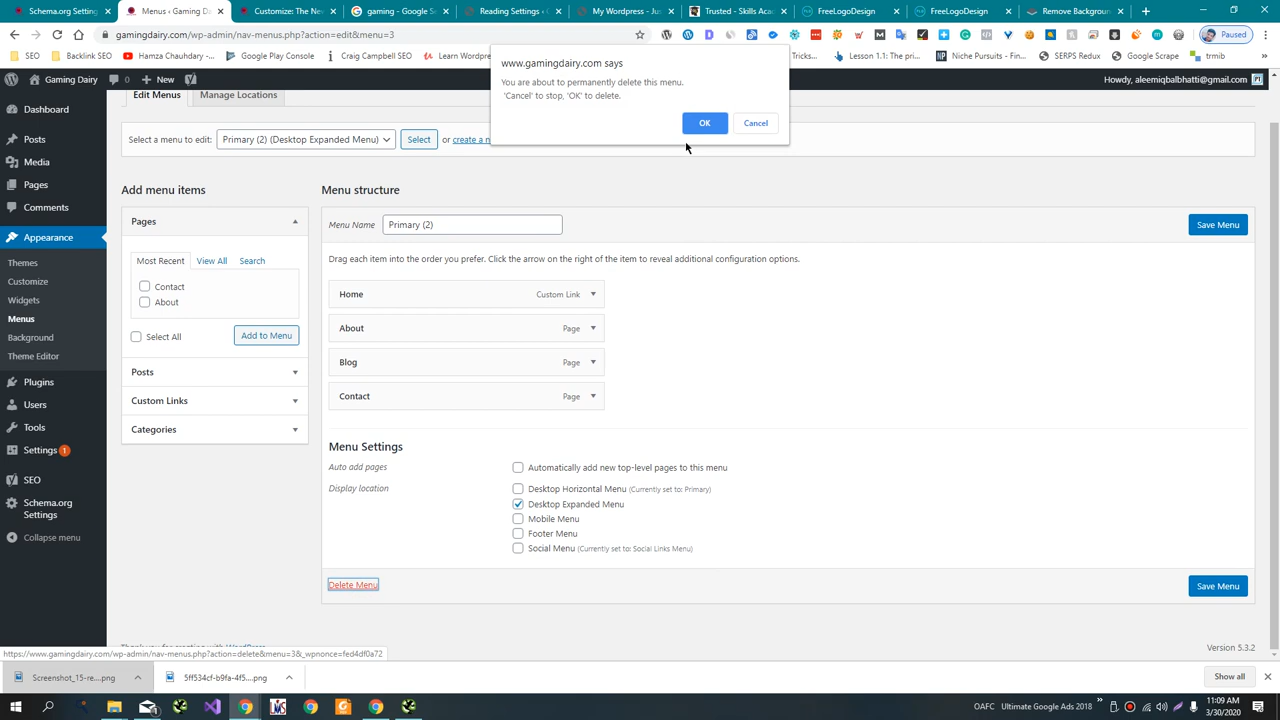 Screen Setting
Menus ‹ Gaming D
Customize: The Ne
gaming - Google S
Reading Settings ‹
My Wordpress - Ju
Trusted - Skills Aca
FreeLogoDesign
FreeLogoDesign
Remove Backgroun
gamingdairy.com/wp-admin/nav-menus.php?action=edit&menu=3
Paused
SEO
Backlink SEO
Hamza Chauhdary -
Google Play Console
Craig Campbell SEO
Learn Wor
Tricks...
Lesson 1.1: The pri...
Niche Pursuits - Fin...
SERPS Redux
Google Scrape
trmib
www.gamingdairy.com says
You are about to permanently delete this menu.
'Cancel' to stop, 'OK' to delete.
OK
Cancel
Gaming Dairy
0
New
Howdy, aleemiqbalbhatti@gmail.com
Dashboard
Posts
Media
Pages
Comments
Appearance
Themes
Customize
Widgets
Menus
Background
Theme Editor
Plugins
Users
Tools
Settings 1
SEO
Schema.org
Settings
Collapse menu
Edit Menus
Manage Locations
Select a menu to edit:
Primary (2) (Desktop Expanded Menu)
Select
or create a n
Add menu items
Pages
Most Recent
View All
Search
Contact
About
Select All
Add to Menu
Posts
Custom Links
Categories
Menu structure
Menu Name
Primary (2)
Save Menu
Drag each item into the order you prefer. Click the arrow on the right of the item to reveal additional configuration options.
Home
Custom Link
About
Page
Blog
Page
Contact
Page
Menu Settings
Auto add pages
Automatically add new top-level pages to this menu
Display location
Desktop Horizontal Menu (Currently set to: Primary)
Desktop Expanded Menu
Mobile Menu
Footer Menu
Social Menu (Currently set to: Social Links Menu)
Delete Menu
Save Menu
Thank you for creating with WordPress
Version 5.3.2
https://www.gamingdairy.com/wp-admin/nav-menus.php?action=delete&menu=3&_wpnonce=fed4df0a72
Screenshot_15-re....png
5ff534cf-b9fa-4f5....png
Show all
OAFC
Ultimate Google Ads 2018
11:09 AM
3/30/2020